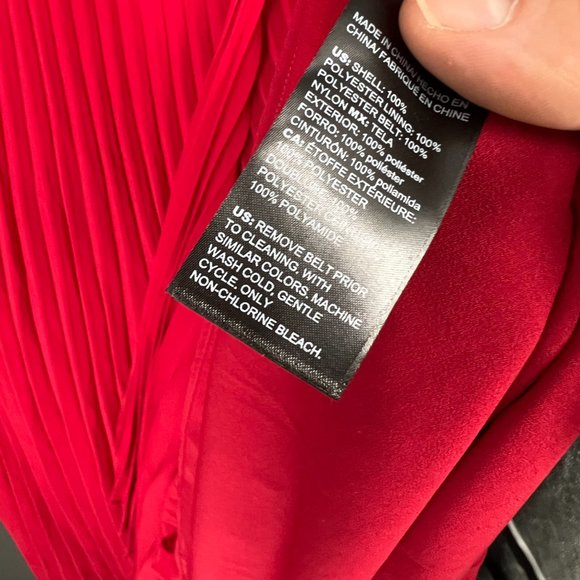 MADE IN CHINA/ HECHO EN
CHINA/ FABRIQUÉ EN CHINE
US: SHELL: 100%
POLYESTER LINING: 100%
POLYESTER BELT: 100%
NYLON MX: TELA
EXTERIOR: 100% poliéster
FORRO: 100% poliéster
CINTURÓN: 100% poliamida
CA: ÉTOFFE EXTÉRIEURE:
100% POLYESTER
100%
POLYESTER
100% POLYAMIDE
US: REMOVE BELT PRIOR
TO CLEANING, WITH
SIMILAR COLORS. MACHINE
WASH COLD, GENTLE
CYCLE. ONLY
NON-CHLORINE BLEACH.